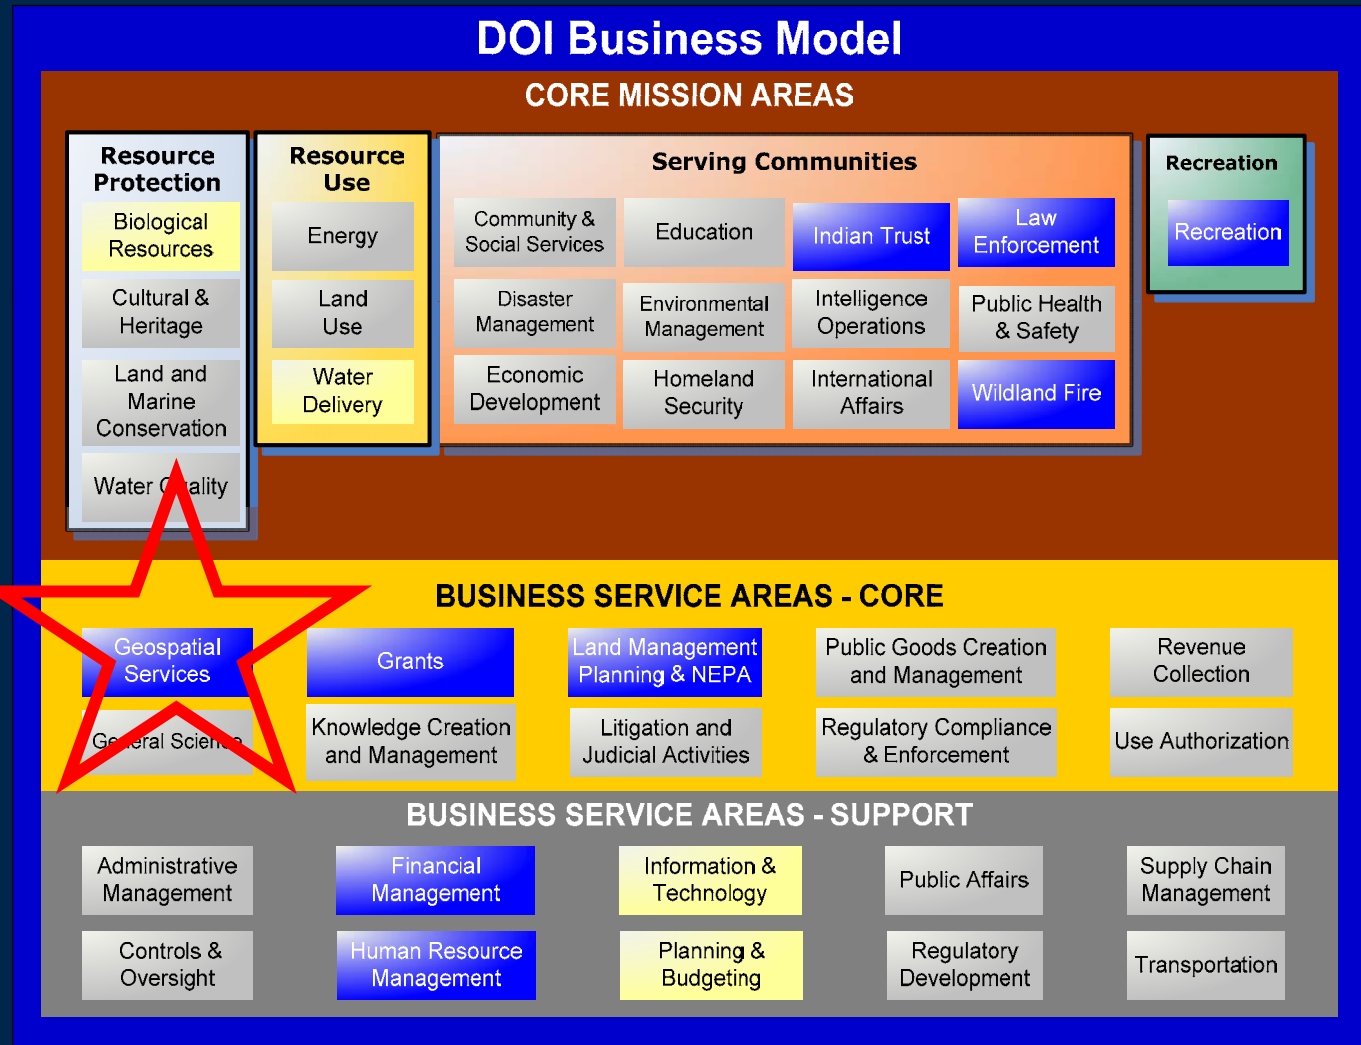 DOI Business Model
CORE MISSION AREAS
Resource
Protection
Biological
Resources
Cultural &
Heritage
Land and
Marine
Conservation
Water Quality
Resource
Use
Energy
Land
Use
Water
Delivery
Serving Communities
Community &
Social Services
Education
Indian Trust
Law
Enforcement
Disaster
Management
Environmental
Management
Intelligence
Operations
Public Health
& Safety
Economic
Development
Homeland
Security
International
Affairs
Wildland Fire
Recreation
Recreation
BUSINESS SERVICE AREAS - CORE
Geospatial
Services
Grants
Land Management
Planning & NEPA
Public Goods Creation
and Management
Revenue
Collection
General Science
Knowledge Creation
and Management
Litigation and
Judicial Activities
Regulatory Compliance
& Enforcement
Use Authorization
BUSINESS SERVICE AREAS - SUPPORT
Administrative
Management
Financial
Management
Information &
Technology
Public Affairs
Supply Chain
Management
Controls &
Oversight
Human Resource
Management
Planning &
Budgeting
Regulatory
Development
Transportation